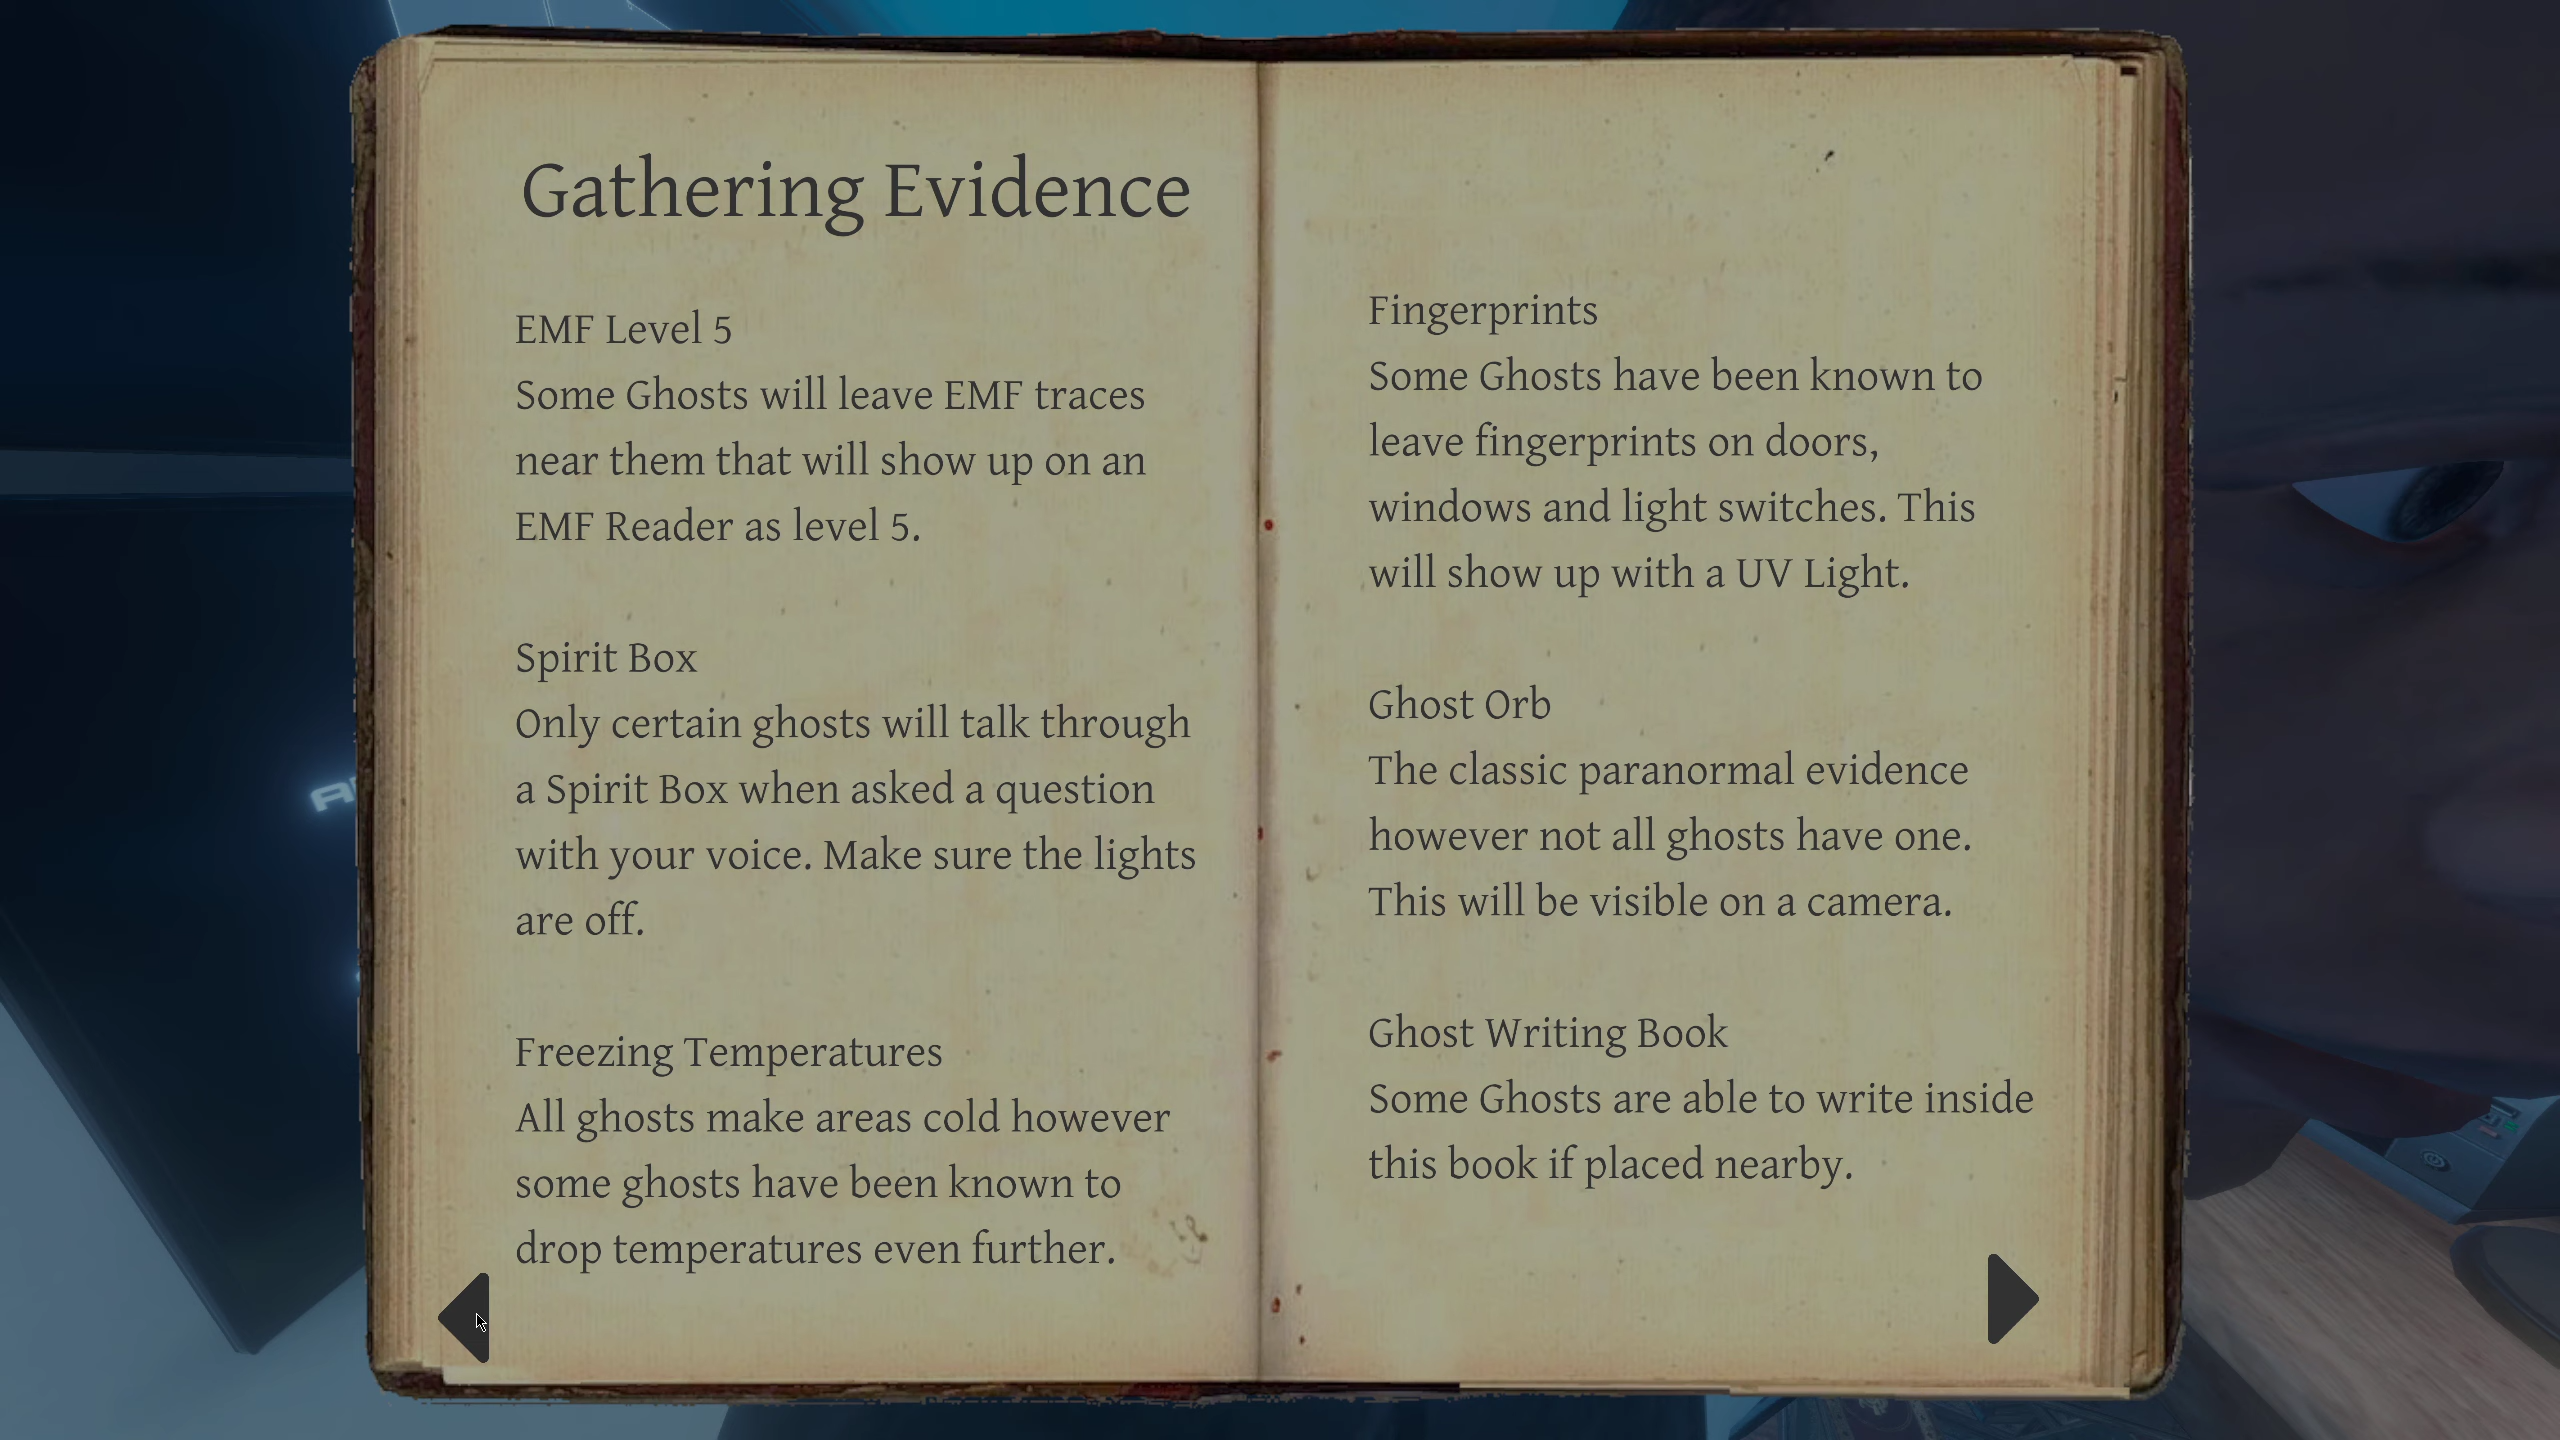 Gathering Evidence
EMF Level 5
Some Ghosts will leave EMF traces
near them that will show up on an
EMF Reader as level 5.
Spirit Box
Only certain ghosts will talk through
a Spirit Box when asked a question
with your voice. Make sure the lights
are off.
Freezing Temperatures
All ghosts make areas cold however
some ghosts have been known to
drop temperatures even further.
Fingerprints
Some Ghosts have been known to
leave fingerprints on doors,
windows and light switches. This
will show up with a UV Light.
Ghost Orb
The classic paranormal evidence
however not all ghosts have one.
This will be visible on a camera.
Ghost Writing Book
Some Ghosts are able to write inside
this book if placed nearby.